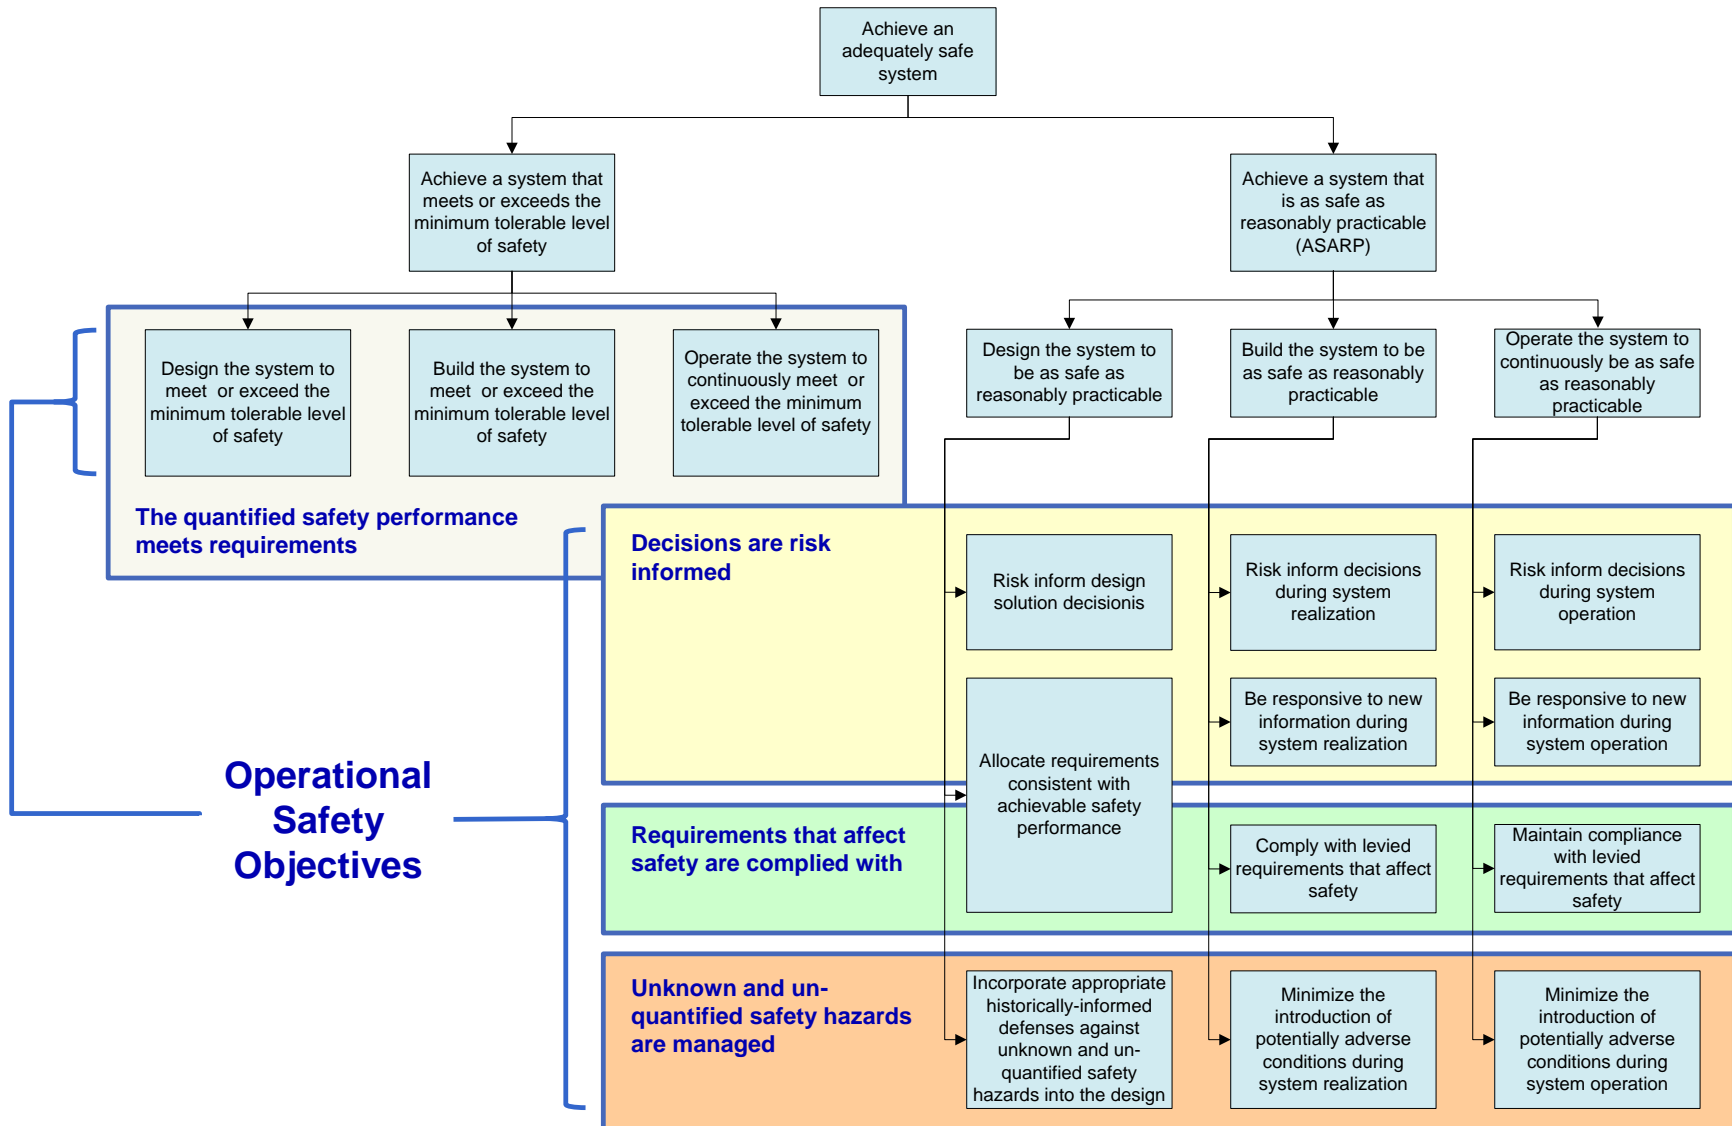 Achieve an
adequately safe
system
Achieve a system that
meets or exceeds the
minimum tolerable level
of safety
Achieve a system that
is as safe as
reasonably practicable
(ASARP)
Design the system to
meet or exceed the
minimum tolerable level
of safety
Build the system to
meet or exceed the
minimum tolerable level
of safety
Operate the system to
continuously meet or
exceed the minimum
tolerable level of safety
Design the system to
be as safe as
reasonably practicable
Build the system to be
as safe as reasonably
practicable
Operate the system to
continuously be as safe
as reasonably
practicable
The quantified safety performance
meets requirements
Decisions are risk
informed
Risk inform design
solution decisionis
Risk inform decisions
during system
realization
Risk inform decisions
during system
operation
Allocate requirements
consistent with
achievable safety
performance
Be responsive to new
information during
system realization
Be responsive to new
information during
system operation
Operational
Safety
Objectives
Requirements that affect
safety are complied with
Comply with levied
requirements that affect
safety
Maintain compliance
with levied
requirements that affect
safety
Unknown and un-
quantified safety hazards
are managed
Incorporate appropriate
historically-informed
defenses against
unknown and un-
quantified safety
hazards into the design
Minimize the
introduction of
potentially adverse
conditions during
system realization
Minimize the
introduction of
potentially adverse
conditions during
system operation